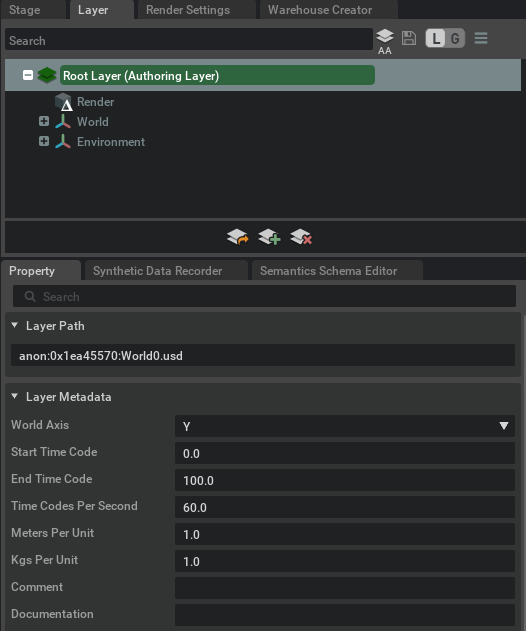 Stage Layer Render Settings Warehouse Creator
Search AA L G
Root Layer (Authoring Layer)
Render
World
Environment
Property Synthetic Data Recorder Semantics Schema Editor
Search
Layer Path
anon:0x1ea45570:World0.usd
Layer Metadata
World Axis Y
Start Time Code 0.0
End Time Code 100.0
Time Codes Per Second 60.0
Meters Per Unit 1.0
Kgs Per Unit 1.0
Comment
Documentation